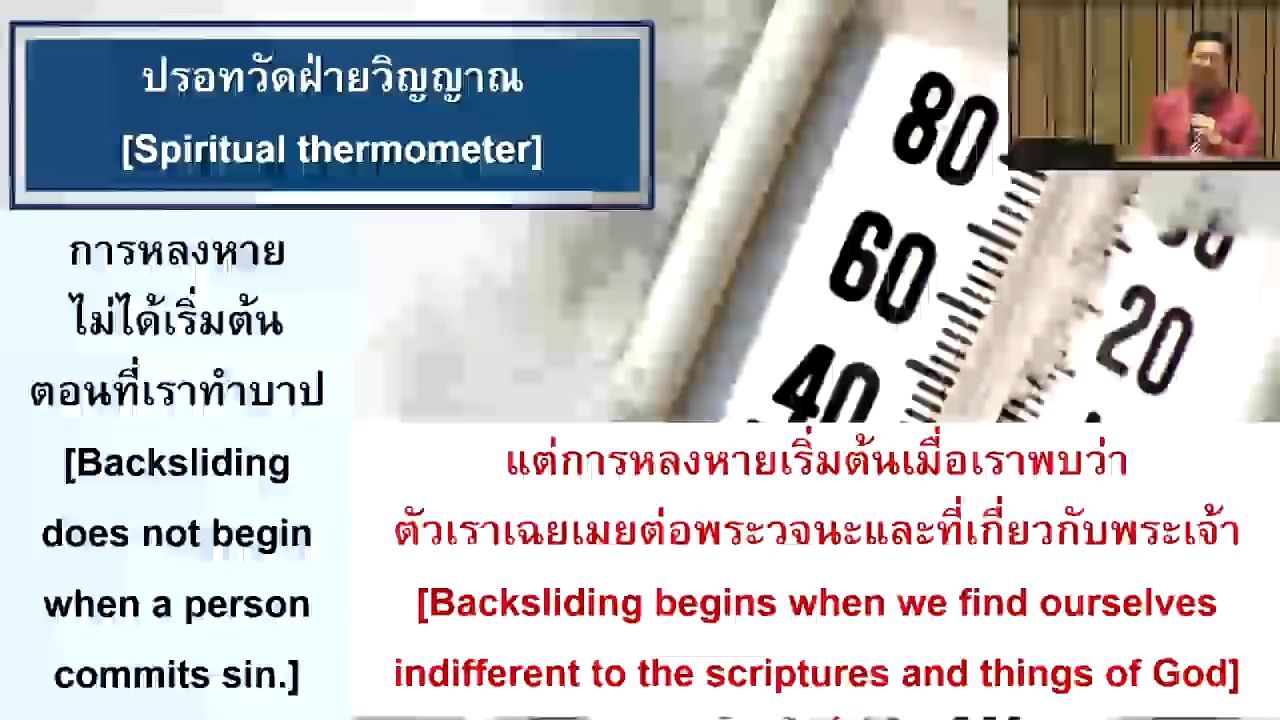 ปรอทวัดฝ่ายวิญญาณ
[Spiritual thermometer]
การหลงหาย
ไม่ได้เริ่มต้น
ตอนที่เราทำบาป
[Backsliding
does not begin
when a person
commits sin.]
80
60
40
20
แต่การหลงหายเริ่มต้นเมื่อเราพบว่า
ตัวเราเฉยเมยต่อพระวจนะและที่เกี่ยวกับพระเจ้า
[Backsliding begins when we find ourselves
indifferent to the scriptures and things of God]